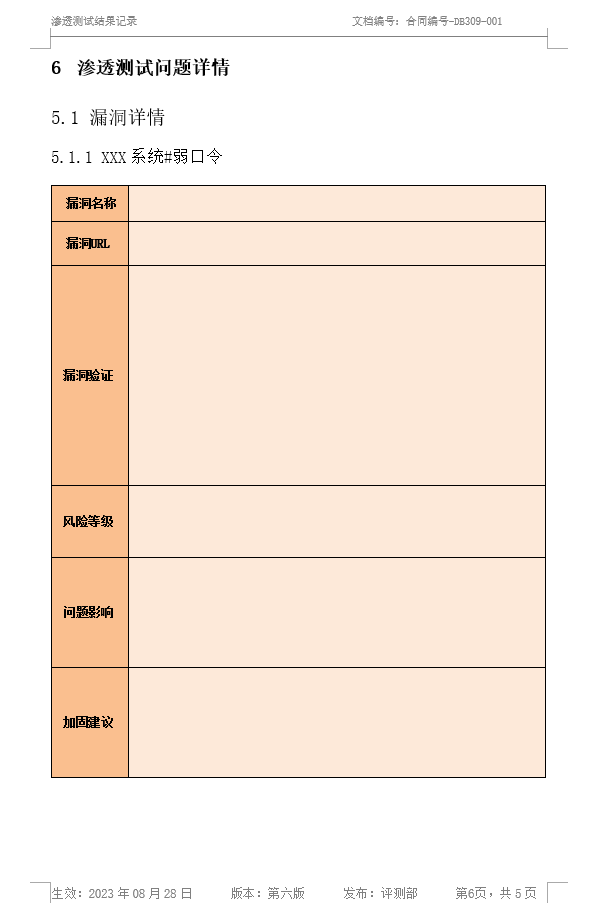 渗透测试结果记录 文档编号：合同编号-DB309-001
6 渗透测试问题详情
5.1 漏洞详情
5.1.1 XXX系统#弱口令
漏洞名称
漏洞URL
漏洞验证
风险等级
问题影响
加固建议
生效：2023年08月28日 版本：第六版 发布：评测部 第6页，共5页